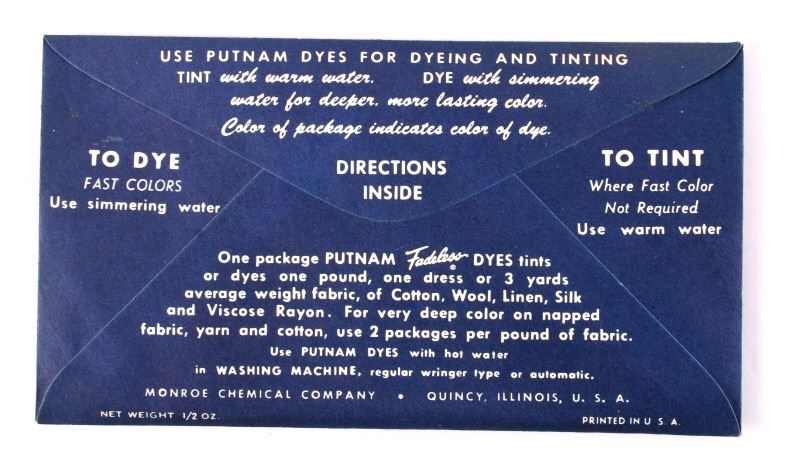 USE PUTNAM DYES FOR DYEING AND TINTING
TINT with warm water. DYE with simmering
water for deeper, more lasting color.
Color of package indicates color of dye.
TO DYE
FAST COLORS
Use simmering water
DIRECTIONS
INSIDE
TO TINT
Where Fast Color
Not Required
Use warm water
One package PUTNAM Fadeless® DYES tints
or dyes one pound, one dress or 3 yards
average weight fabric, of Cotton, Wool, Linen, Silk
and Viscose Rayon. For very deep color on napped
fabric, yarn and cotton, use 2 packages per pound of fabric.
Use PUTNAM DYES with hot water
in WASHING MACHINE, regular wringer type or automatic.
MONROE CHEMICAL COMPANY • QUINCY, ILLINOIS, U. S. A.
NET WEIGHT 1/2 OZ.
PRINTED IN U S A.